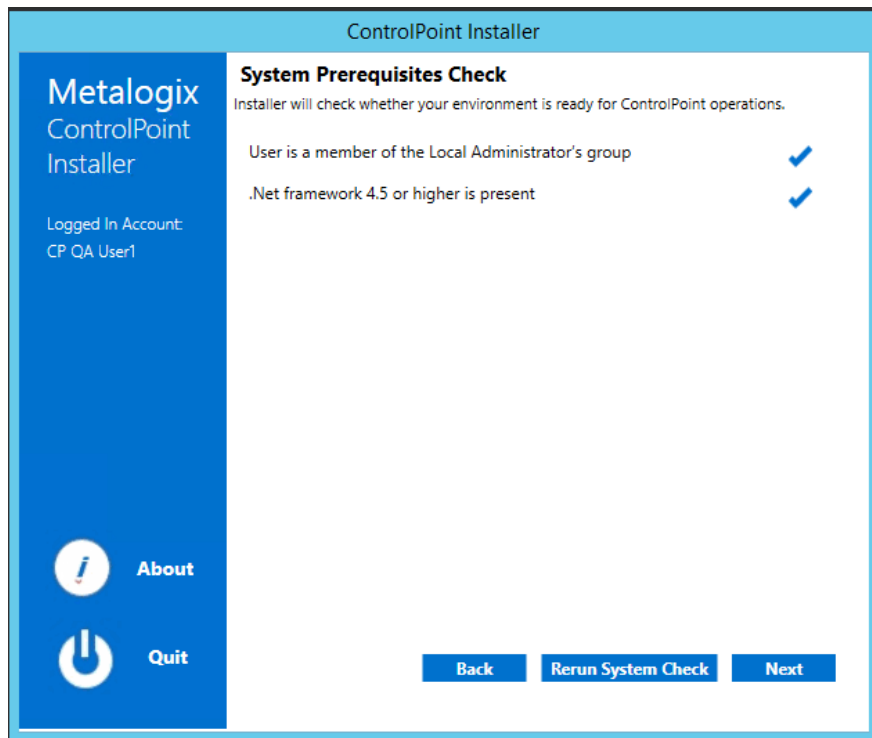 ControlPoint Installer
Metalogix
ControlPoint
Installer
Logged In Account:
CP QA User1
About
Quit
System Prerequisites Check
Installer will check whether your environment is ready for ControlPoint operations.
User is a member of the Local Administrator's group
.Net framework 4.5 or higher is present
Back Rerun System Check Next